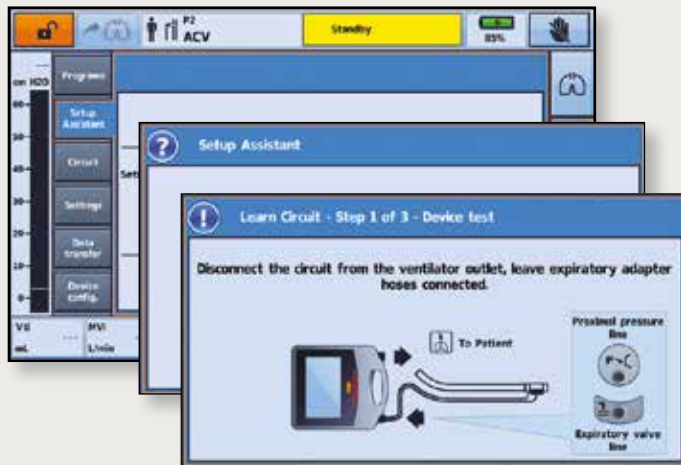 P2
ACV
Standby
85%
cm H2O
Programs
Setup
Assistant
60
50
Circuit
40
Set
Settings
30
20
Data
transfer
10
Device
config.
0
Vti
MVi
mL
---
L/min
---
Setup Assistant
Learn Circuit - Step 1 of 3 - Device test
Disconnect the circuit from the ventilator outlet, leave expiratory adapter
hoses connected.
To Patient
Proximal pressure
line
Expiratory valve
line